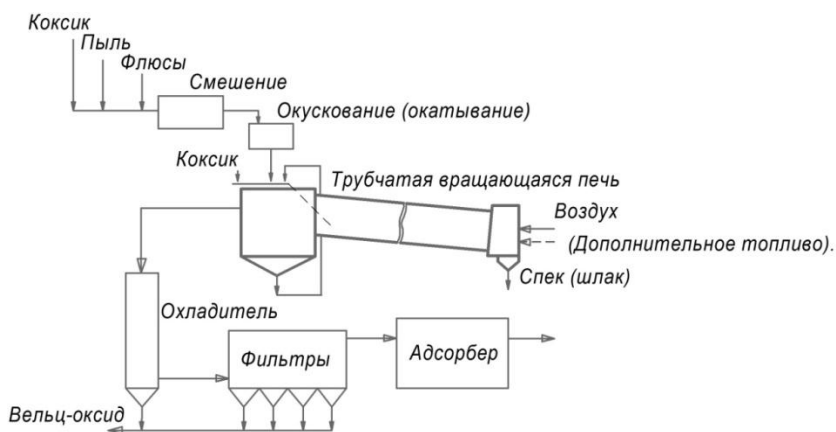 Коксик
Пыль
Флюсы
Смешение
Окускование (окатывание)
Коксик
Трубчатая вращающаяся печь
Воздух
(Дополнительное топливо).
Спек (шлак)
Охладитель
Фильтры
Адсорбер
Вельц-оксид